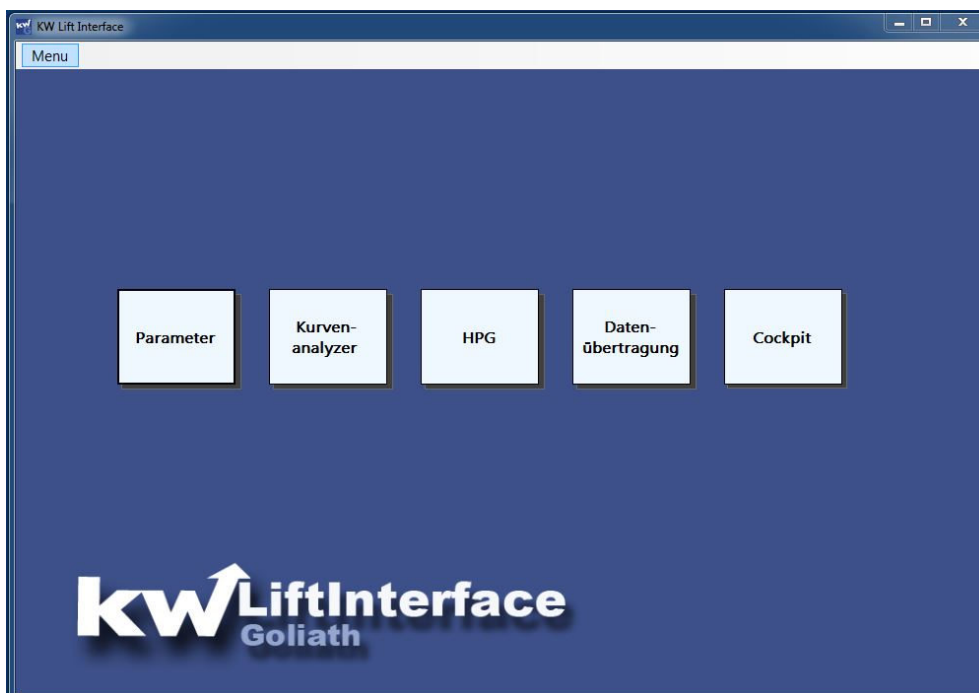 KW Lift Interface
Menu
Parameter
Kurven-
analyzer
HPG
Daten-
übertragung
Cockpit
kw LiftInterface
Goliath